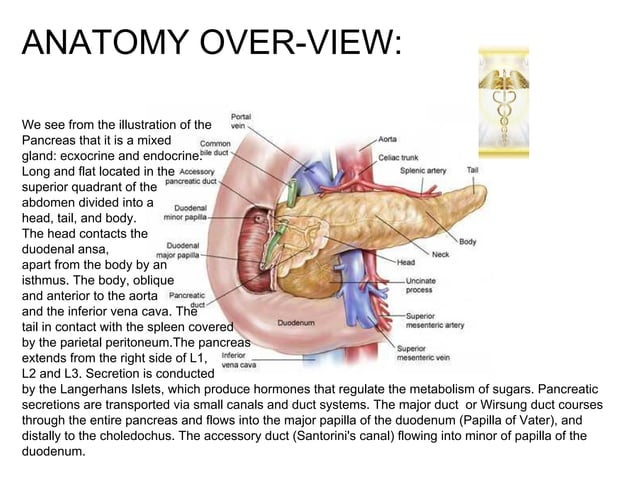 ANATOMY OVER-VIEW:
We see from the illustration of the
Pancreas that it is a mixed
gland: ecxocrine and endocrine.
Long and flat located in the
superior quadrant of the
abdomen divided into a
head, tail, and body.
The head contacts the
duodenal ansa,
apart from the body by an
isthmus. The body, oblique
and anterior to the aorta
and the inferior vena cava. The
tail in contact with the spleen covered
by the parietal peritoneum.The pancreas
extends from the right side of L1,
L2 and L3. Secretion is conducted
by the Langerhans Islets, which produce hormones that regulate the metabolism of sugars. Pancreatic
secretions are transported via small canals and duct systems. The major duct or Wirsung duct courses
through the entire pancreas and flows into the major papilla of the duodenum (Papilla of Vater), and
distally to the choledochus. The accessory duct (Santorini's canal) flowing into minor of papilla of the
duodenum.
Portal
vein
Common
bile duct
Accessory
pancreatic duct
Duodenal
minor papilla
Duodenal
major papilla
Pancreatic
duct
Duodenum
Inferior
vena cava
Aorta
Celiac trunk
Splenic artery
Tail
Body
Neck
Head
Uncinate
process
Superior
mesenteric artery
Superior
mesenteric vein